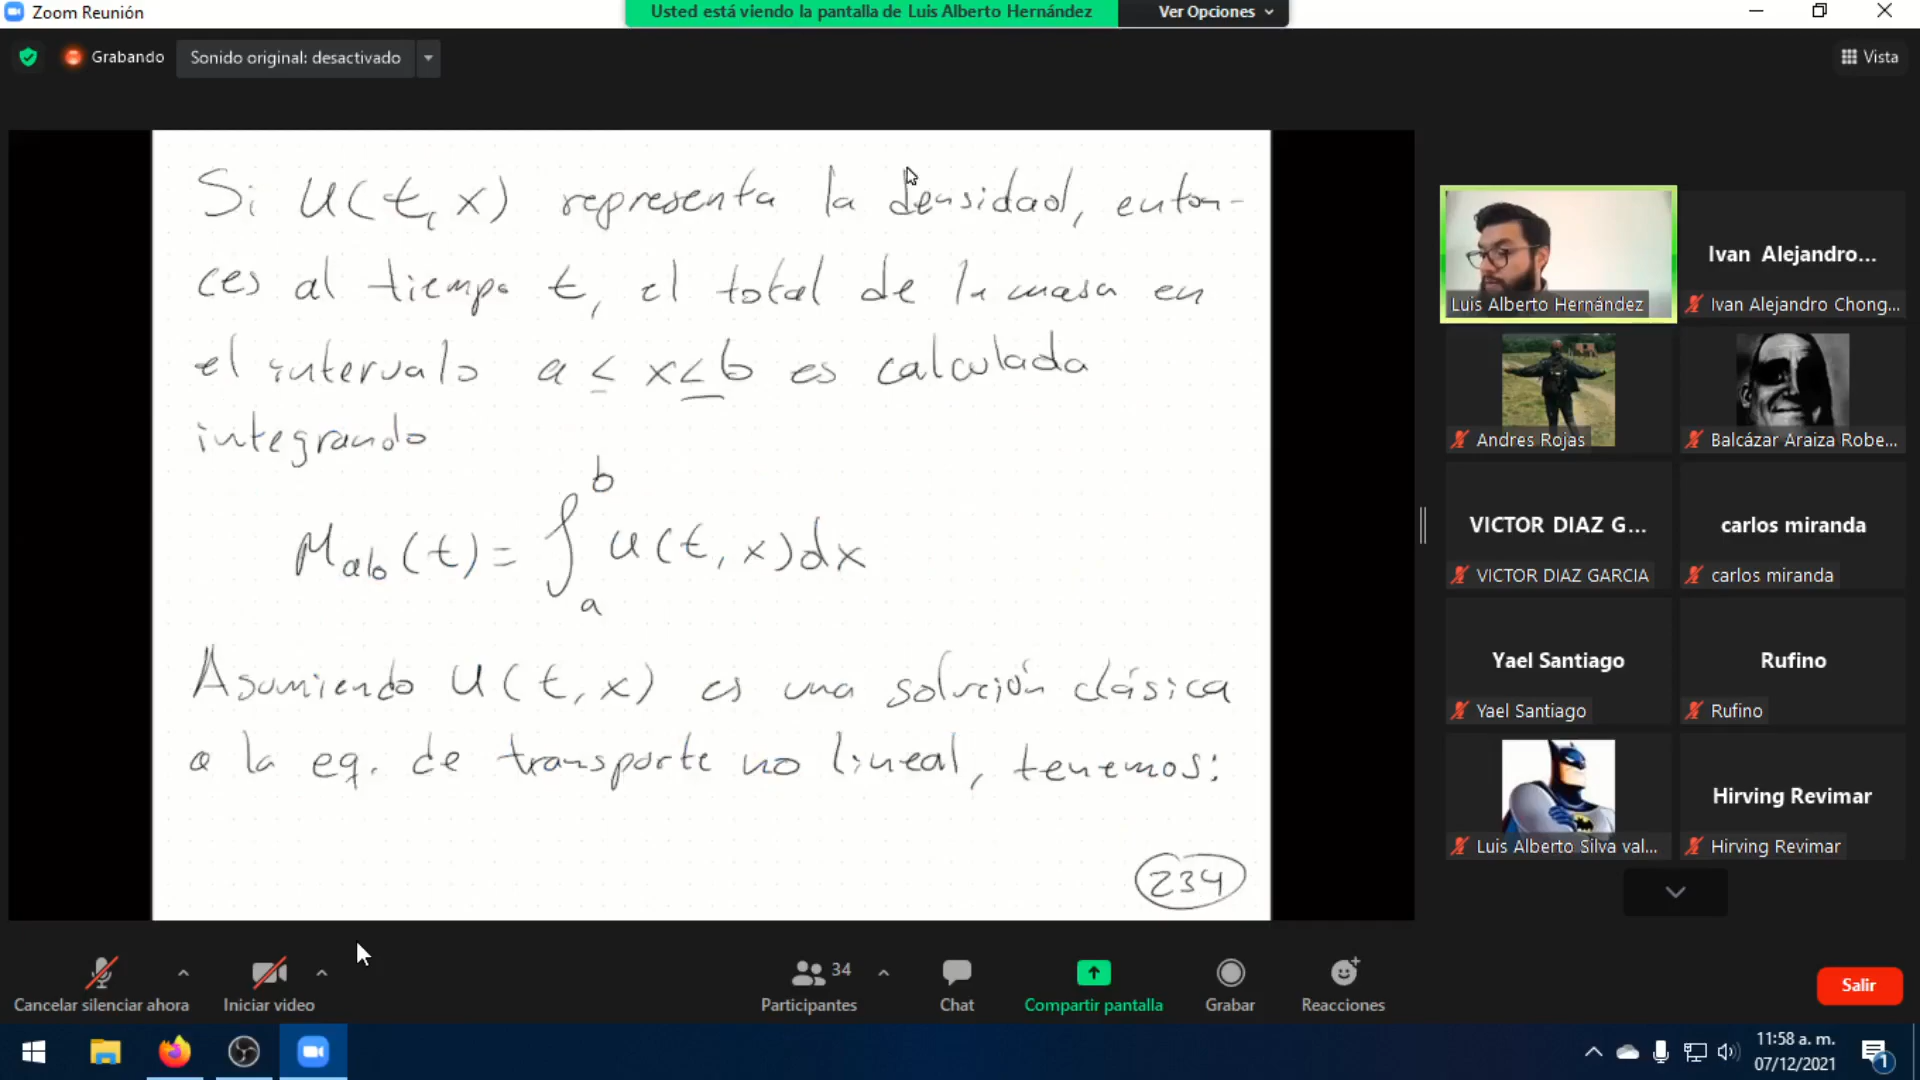 Zoom Reunión
Usted está viendo la pantalla de Luis Alberto Hernández
Ver Opciones
Grabando
Sonido original: desactivado
Vista
Si u(t, x) representa la densidad, enton-
ces al tiempo t, el total de la masa en
el intervalo a ≤ x ≤ b es calculada
integrando
M_{ab}(t) = ∫_a^b u(t, x)dx
Asumiendo u(t, x) es una solución clásica
a la eq. de transporte no lineal, tenemos:
234
Luis Alberto Hernández
Ivan Alejandro...
Ivan Alejandro Chong...
Andres Rojas
Balcázar Araiza Robe...
VICTOR DIAZ G...
VICTOR DIAZ GARCIA
carlos miranda
carlos miranda
Yael Santiago
Yael Santiago
Rufino
Rufino
Luis Alberto Silva val...
Hirving Revimar
Hirving Revimar
Cancelar silenciar ahora
Iniciar video
34
Participantes
Chat
Compartir pantalla
Grabar
Reacciones
Salir
11:58 a. m.
07/12/2021
1